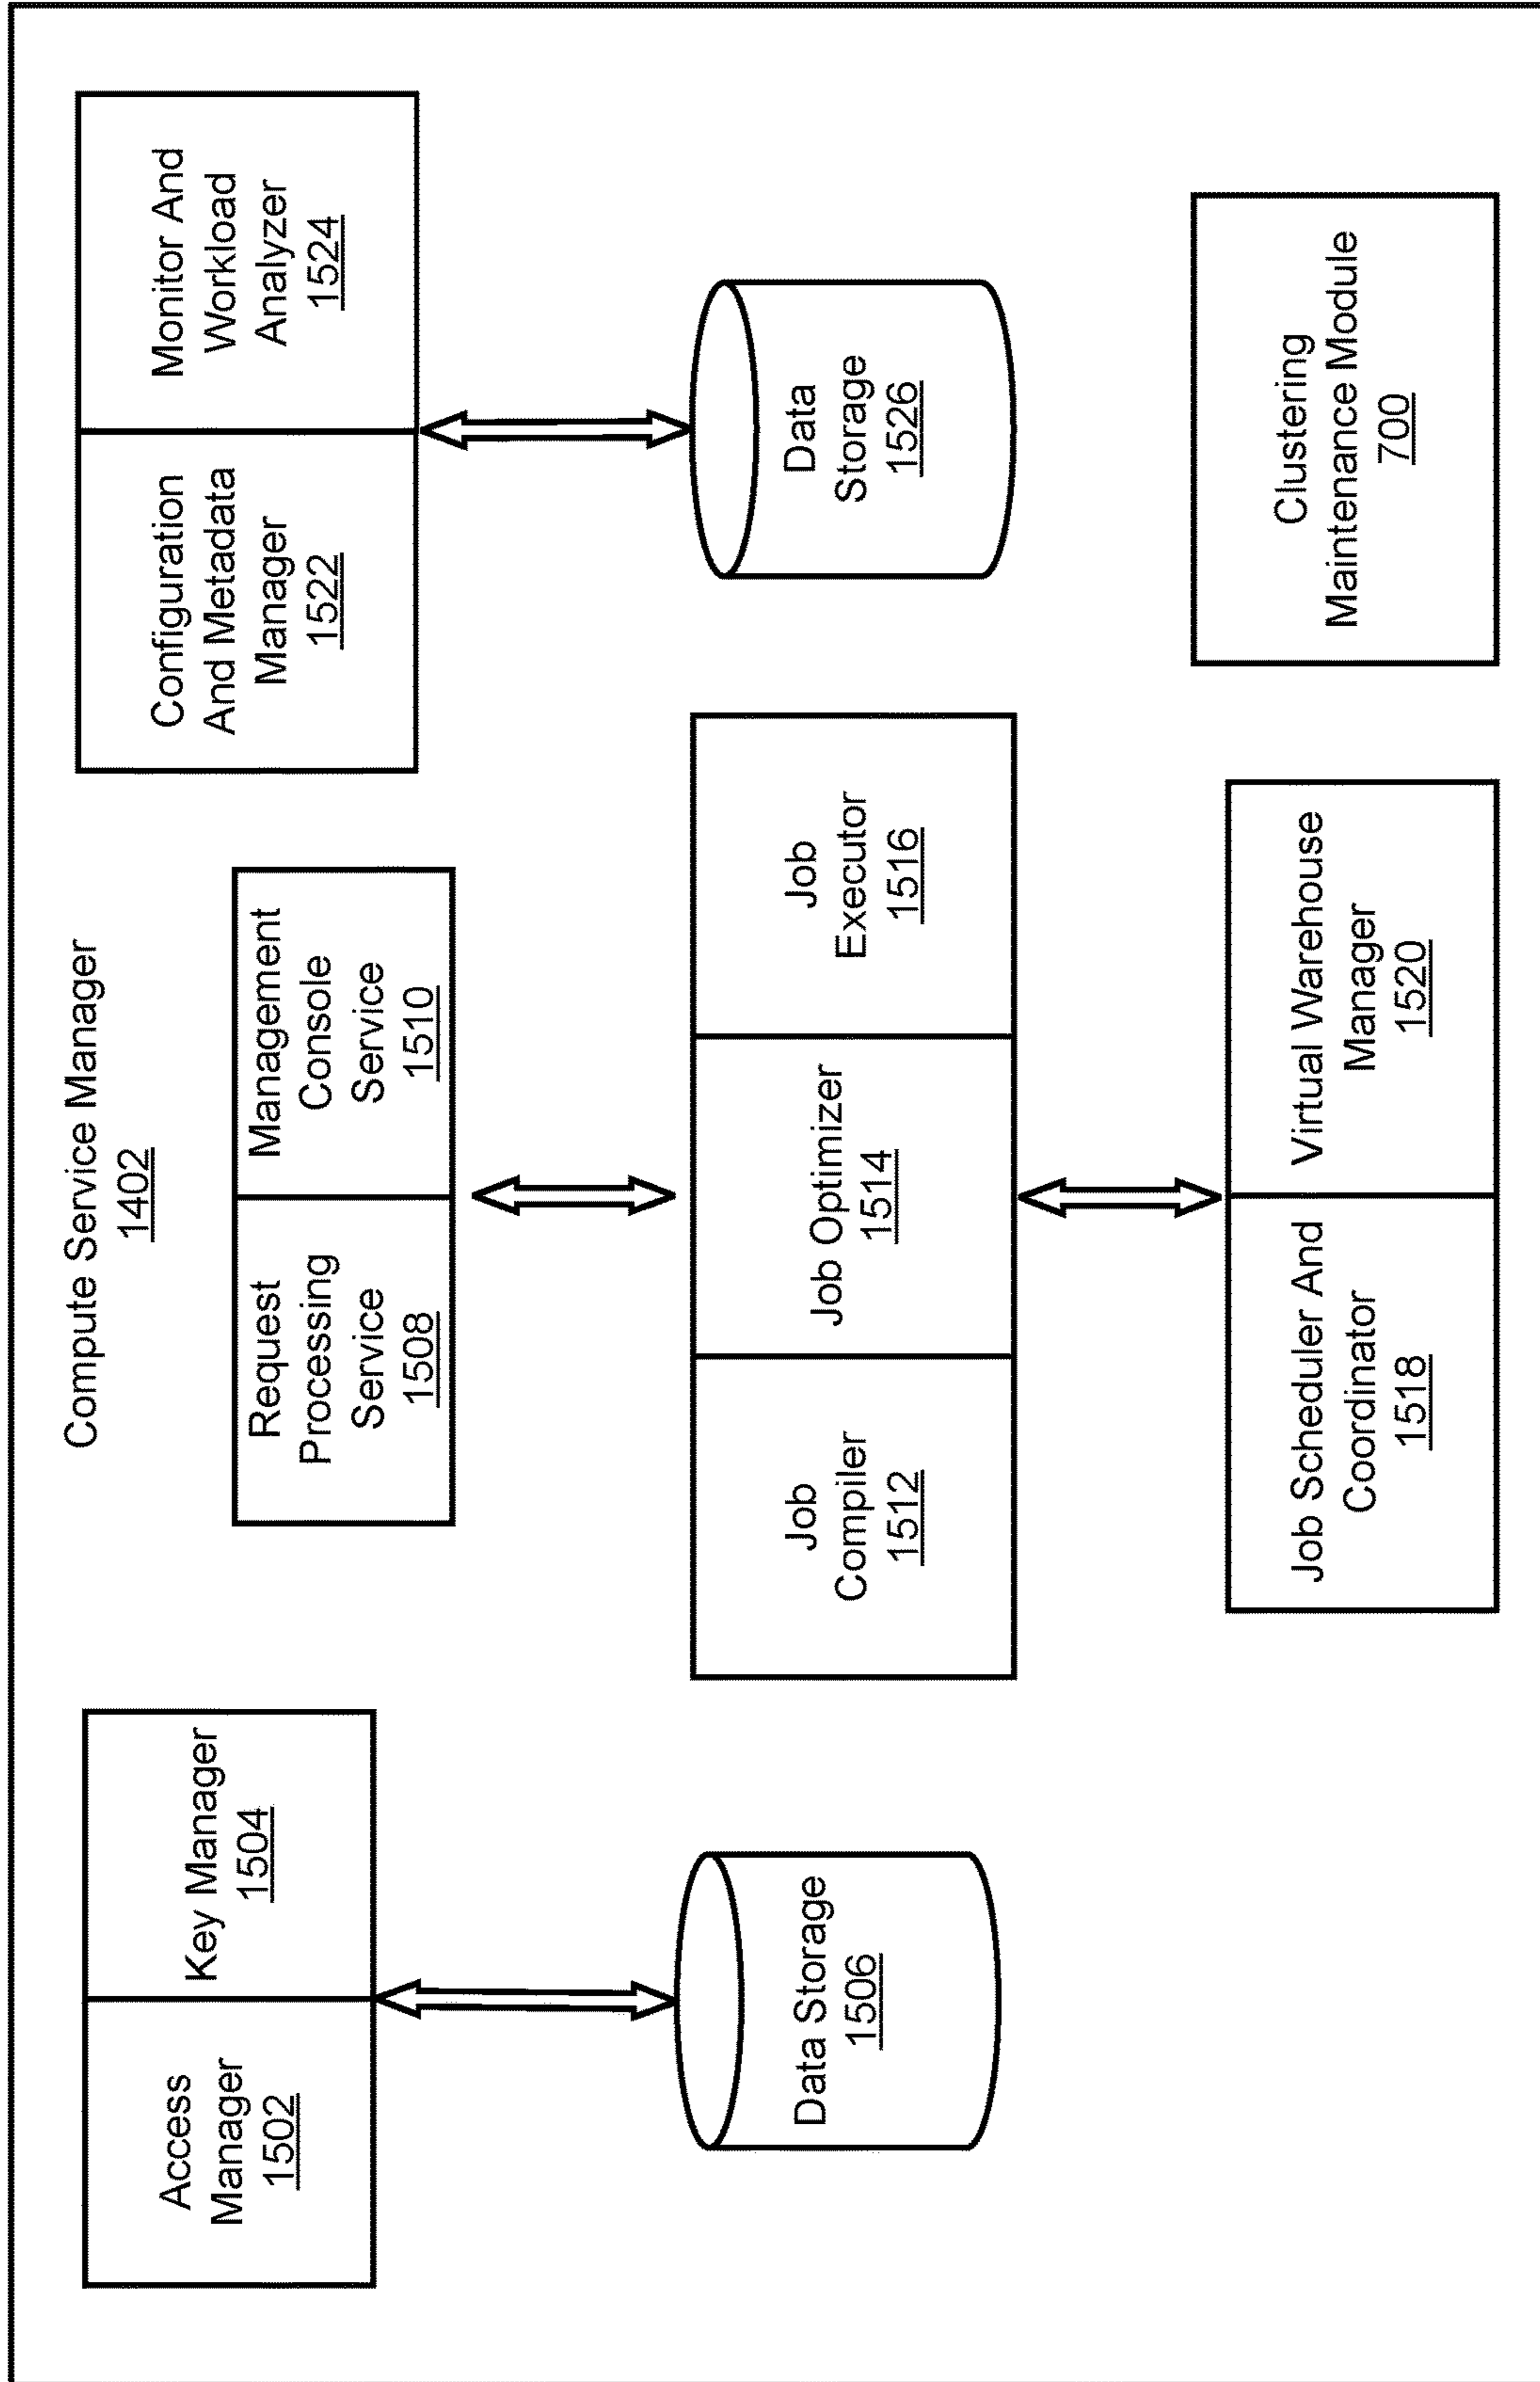 Compute Service Manager
1402
Access
Manager
1502
Key Manager
1504
Data Storage
1506
Request
Processing
Service
1508
Management
Console
Service
1510
Job
Compiler
1512
Job Optimizer
1514
Job
Executor
1516
Job Scheduler And
Coordinator
1518
Virtual Warehouse
Manager
1520
Configuration
And Metadata
Manager
1522
Monitor And
Workload
Analyzer
1524
Data
Storage
1526
Clustering
Maintenance Module
700